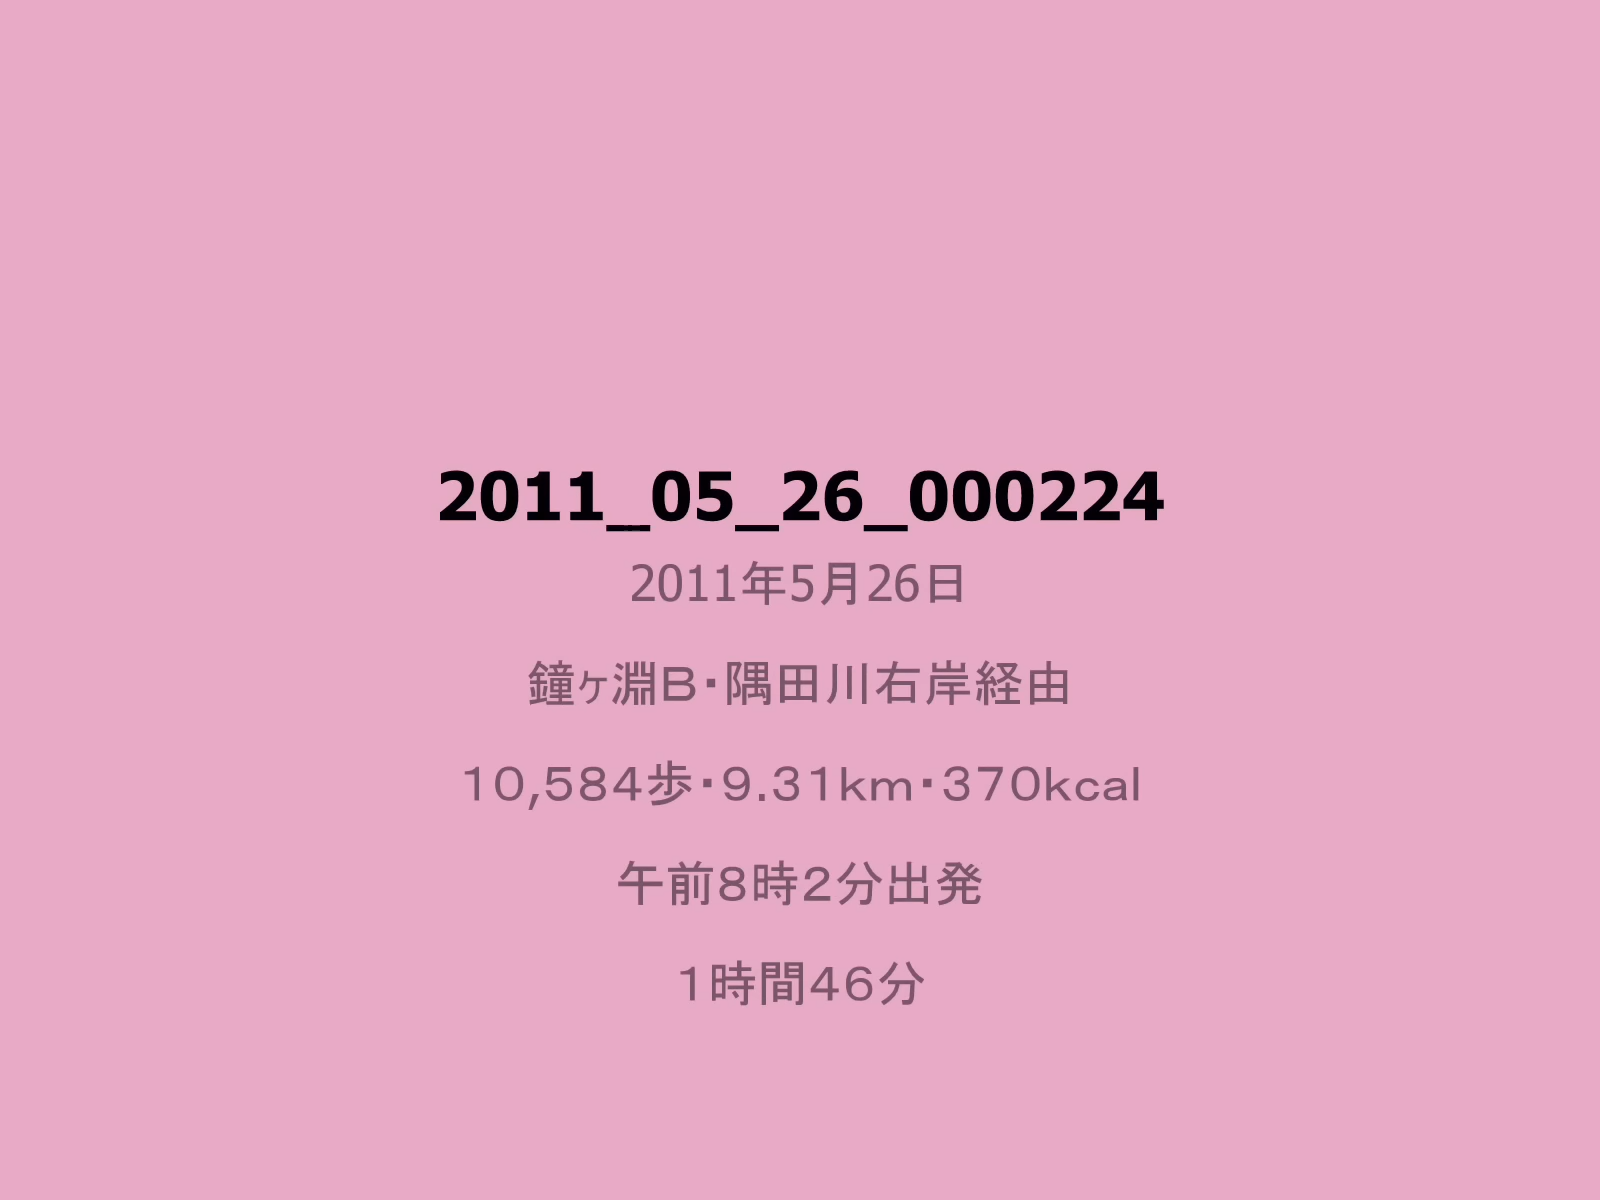 2011_05_26_000224
2011年5月26日
鐘ヶ淵B・隅田川右岸経由
10,584歩・9.31km・370kcal
午前8時2分出発
1時間46分